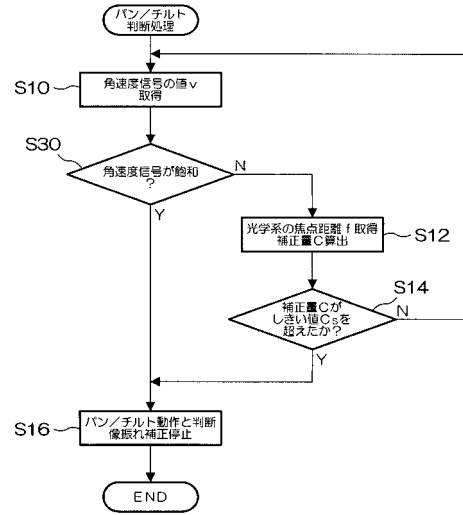 パン／チルト
判断処理
S10
角速度信号の値v
取得
S30
角速度信号が飽和
?
N
Y
光学系の焦点距離f取得
補正量C算出
S12
S14
補正量Cが
しきい値Csを
超えたか?
N
Y
S16
パン／チルト動作と判断
像振れ補正停止
END